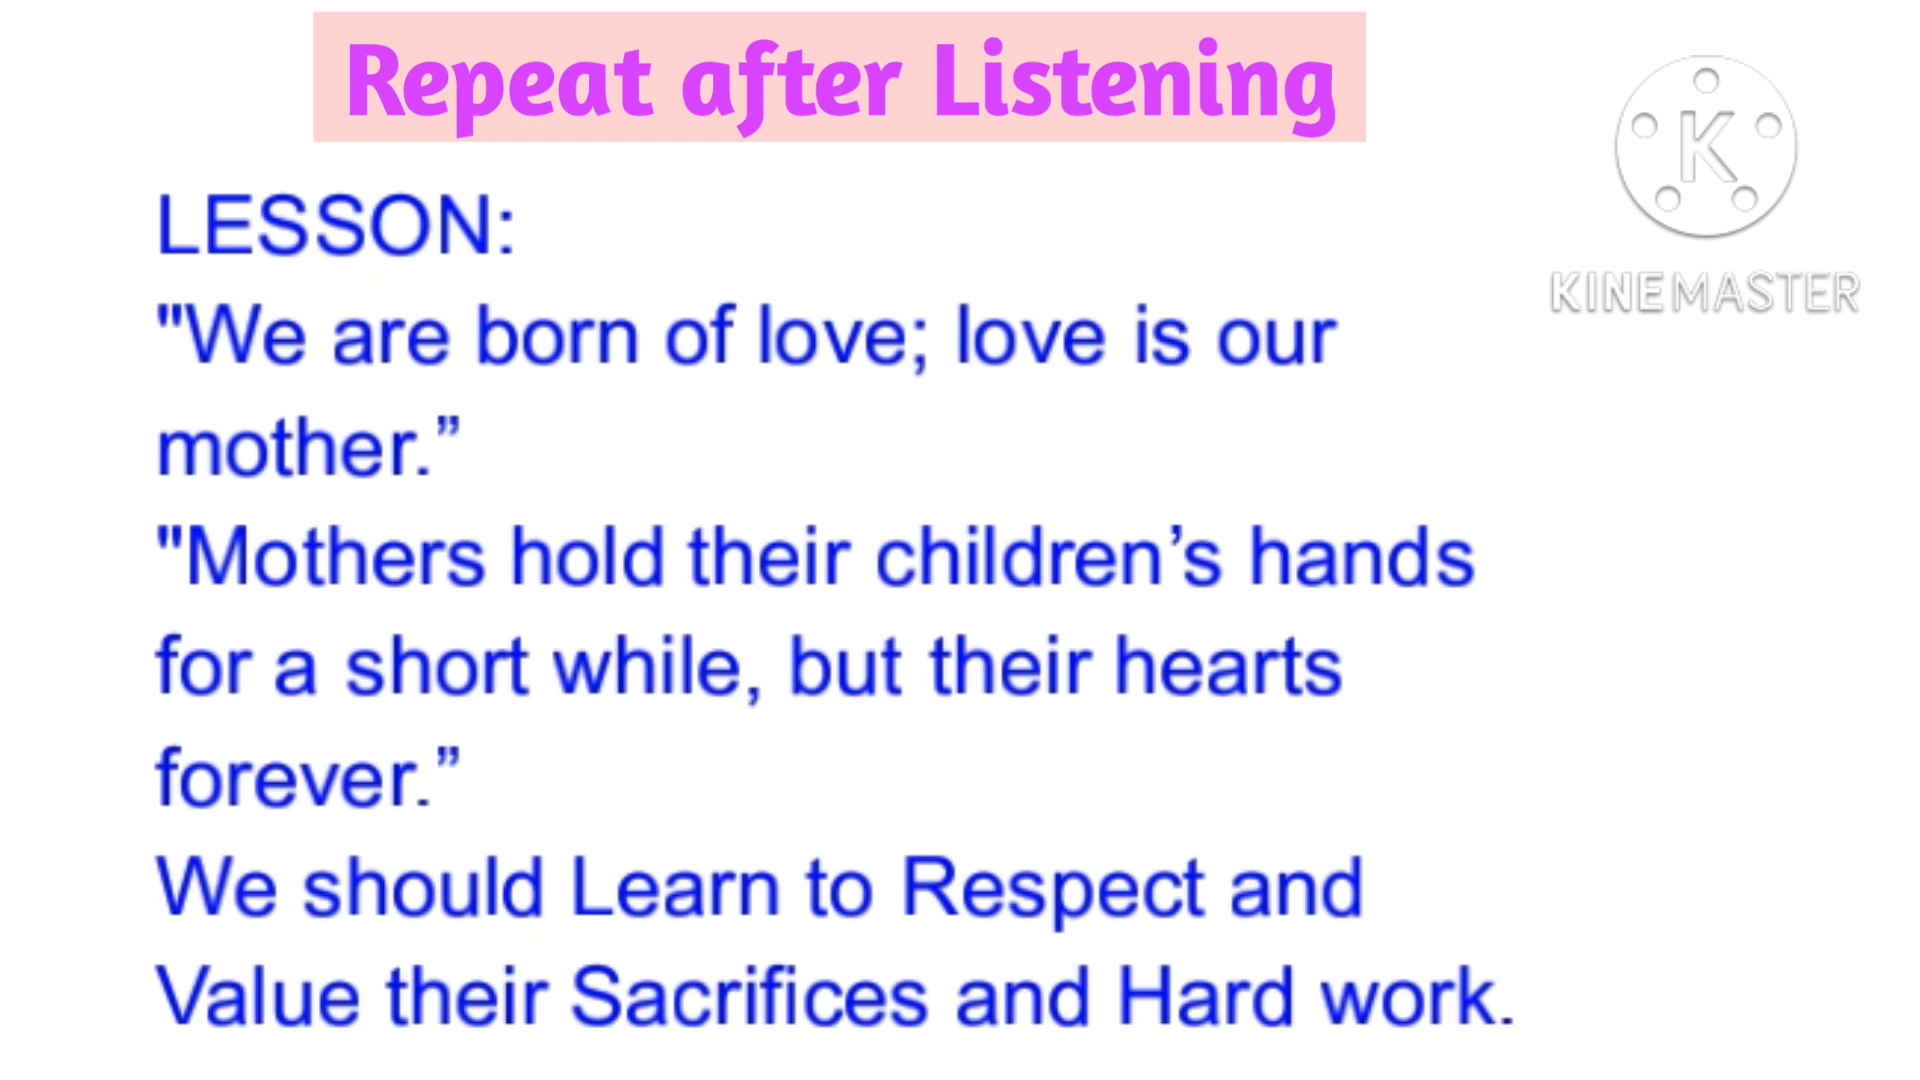 Repeat after Listening
K
KINEMASTER
LESSON:
"We are born of love; love is our
mother.”
"Mothers hold their children’s hands
for a short while, but their hearts
forever.”
We should Learn to Respect and
Value their Sacrifices and Hard work.